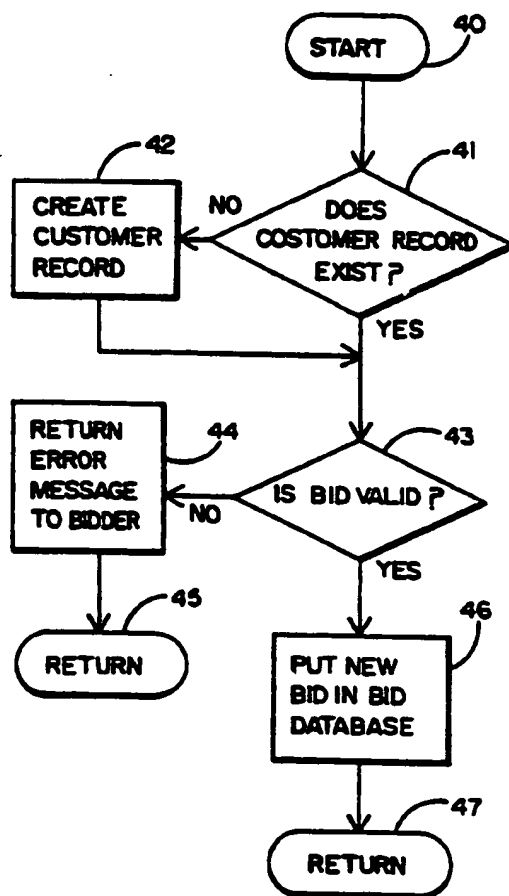 START
40
41
DOES
COSTOMER RECORD
EXIST?
NO
42
CREATE
CUSTOMER
RECORD
YES
43
IS BID VALID?
NO
44
RETURN
ERROR
MESSAGE
TO BIDDER
45
RETURN
YES
46
PUT NEW
BID IN BID
DATABASE
47
RETURN